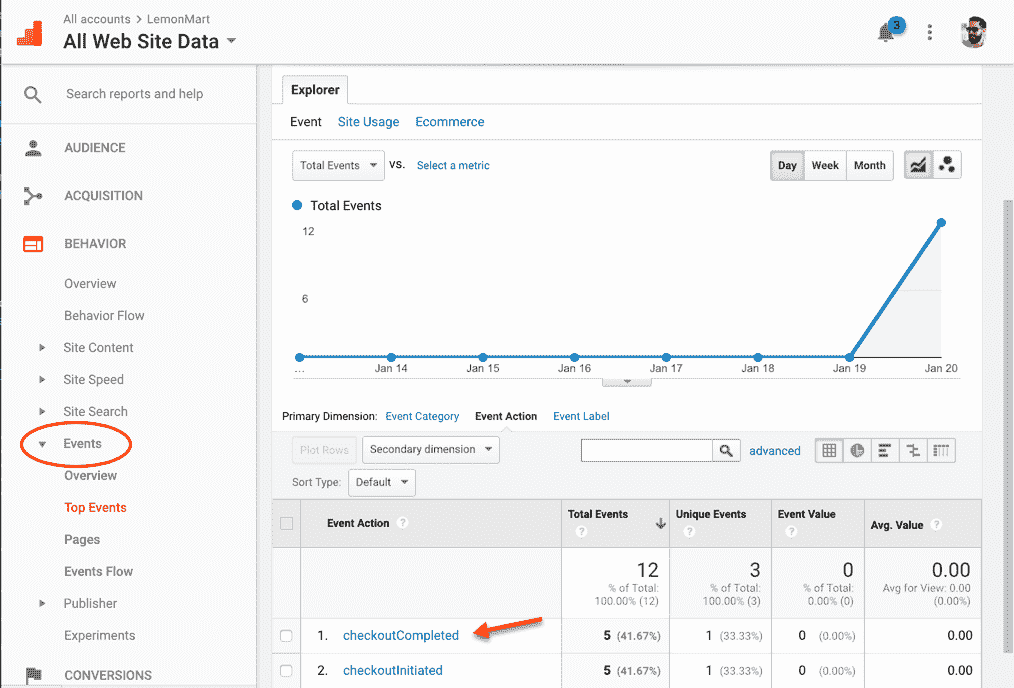 All accounts > LemonMart
All Web Site Data
3
Search reports and help
AUDIENCE
ACQUISITION
BEHAVIOR
Overview
Behavior Flow
Site Content
Site Speed
Site Search
Events
Overview
Top Events
Pages
Events Flow
Publisher
Experiments
CONVERSIONS
Explorer
Event Site Usage Ecommerce
Total Events VS. Select a metric
Day Week Month
Total Events
12
6
... Jan 14 Jan 15 Jan 16 Jan 17 Jan 18 Jan 19 Jan 20
Primary Dimension: Event Category Event Action Event Label
Plot Rows Secondary dimension advanced
Sort Type: Default
Event Action ? Total Events ? Unique Events ? Event Value ? Avg. Value ?
12 3 0 0.00
% of Total: % of Total: % of Total: Avg for View: 0.00
100.00% (12) 100.00% (3) 0.00% (0) (0.00%)
1. checkoutCompleted 5 (41.67%) 1 (33.33%) 0 (0.00%) 0.00
2. checkoutInitiated 5 (41.67%) 1 (33.33%) 0 (0.00%) 0.00